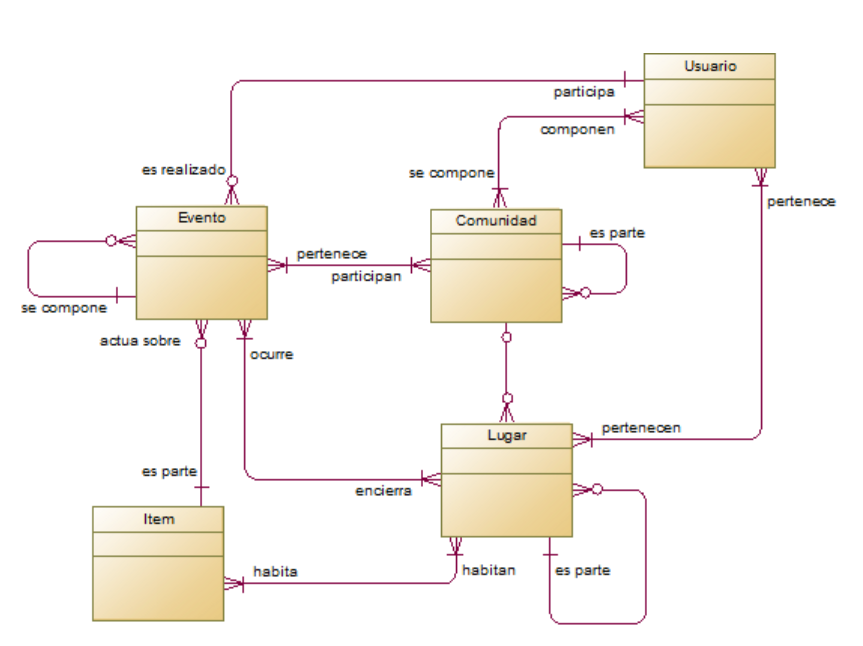 Usuario
participa
componen
es realizado
se compone
pertenece
Evento
Comunidad
es parte
pertenece
participan
se compone
actua sobre
ocurre
pertenecen
Lugar
es parte
encierra
Item
habita
habitan
es parte